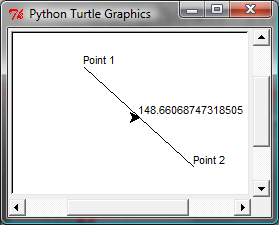 Python Turtle Graphics
Point 1
148.66068747318505
Point 2